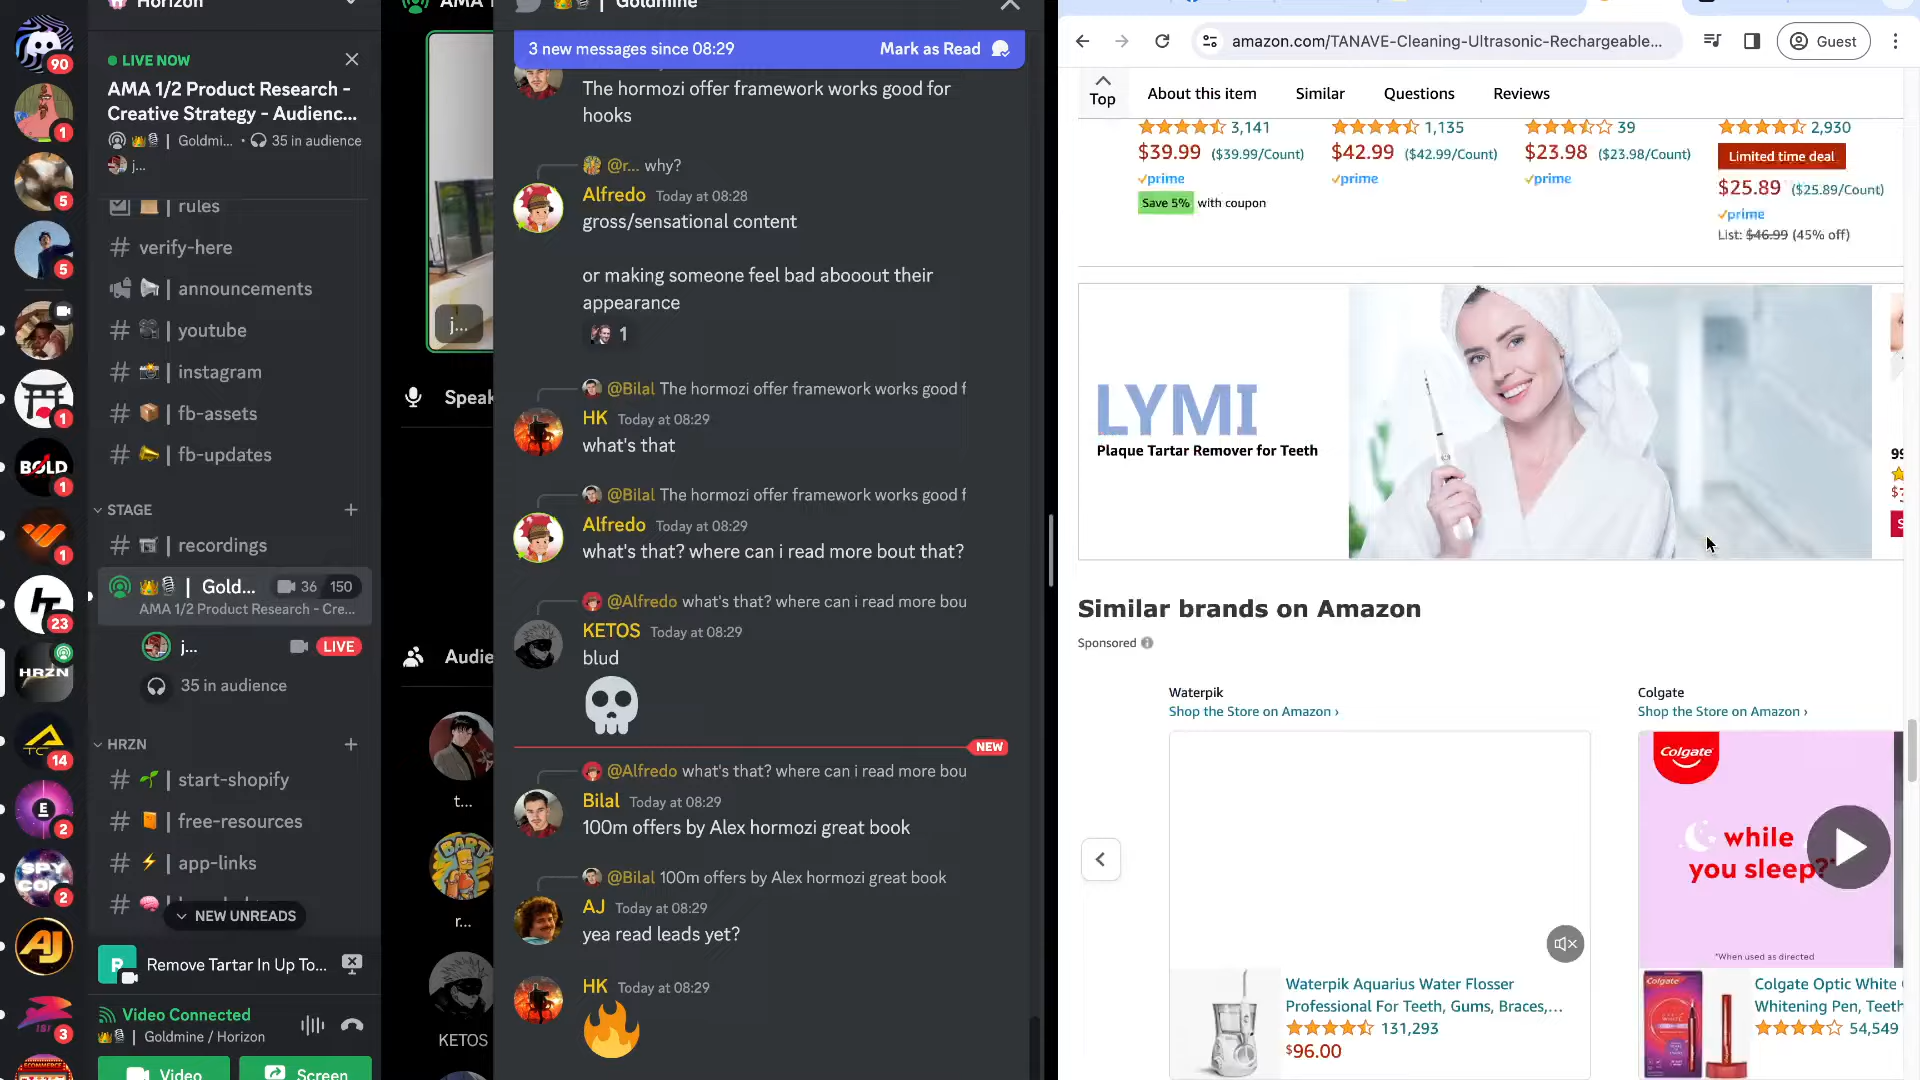 Horizon
LIVE NOW
AMA 1/2 Product Research -
Creative Strategy - Audienc...
Goldmi... • 35 in audience
j...
rules
verify-here
announcements
youtube
instagram
fb-assets
fb-updates
STAGE
recordings
Gold... 36 150
AMA 1/2 Product Research - Cre...
j... LIVE
35 in audience
HRZN
start-shopify
free-resources
app-links
NEW UNREADS
Remove Tartar In Up To...
Video Connected
Goldmine / Horizon
Video Screen
90
1
5
5
1
BOLD
1
1
23
HRZN
TC
14
E
2
SPY
2
AJ
3
AMA 1
j...
Speak
Audie
t...
BART
r...
KETOS
Goldmine
3 new messages since 08:29 Mark as Read
The hormozi offer framework works good for
hooks
@r... why?
Alfredo Today at 08:28
gross/sensational content
or making someone feel bad abooout their
appearance
1
@Bilal The hormozi offer framework works good f
HK Today at 08:29
what's that
@Bilal The hormozi offer framework works good f
Alfredo Today at 08:29
what's that? where can i read more bout that?
@Alfredo what's that? where can i read more bou
KETOS Today at 08:29
blud
NEW
@Alfredo what's that? where can i read more bou
Bilal Today at 08:29
100m offers by Alex hormozi great book
@Bilal 100m offers by Alex hormozi great book
AJ Today at 08:29
yea read leads yet?
HK Today at 08:29
amazon.com/TANAVE-Cleaning-Ultrasonic-Rechargeable...
Guest
Top About this item Similar Questions Reviews
3,141 1,135 39 2,930
$39.99 ($39.99/Count) $42.99 ($42.99/Count) $23.98 ($23.98/Count) Limited time deal
prime prime prime $25.89 ($25.89/Count)
Save 5% with coupon prime
List: $46.99 (45% off)
LYMI
Plaque Tartar Remover for Teeth
Similar brands on Amazon
Sponsored
Waterpik
Shop the Store on Amazon ›
Waterpik Aquarius Water Flosser
Professional For Teeth, Gums, Braces,...
131,293
$96.00
Colgate
Shop the Store on Amazon ›
Colgate
while
you sleep?
*When used as directed
Colgate Optic White
Whitening Pen, Teeth
54,549